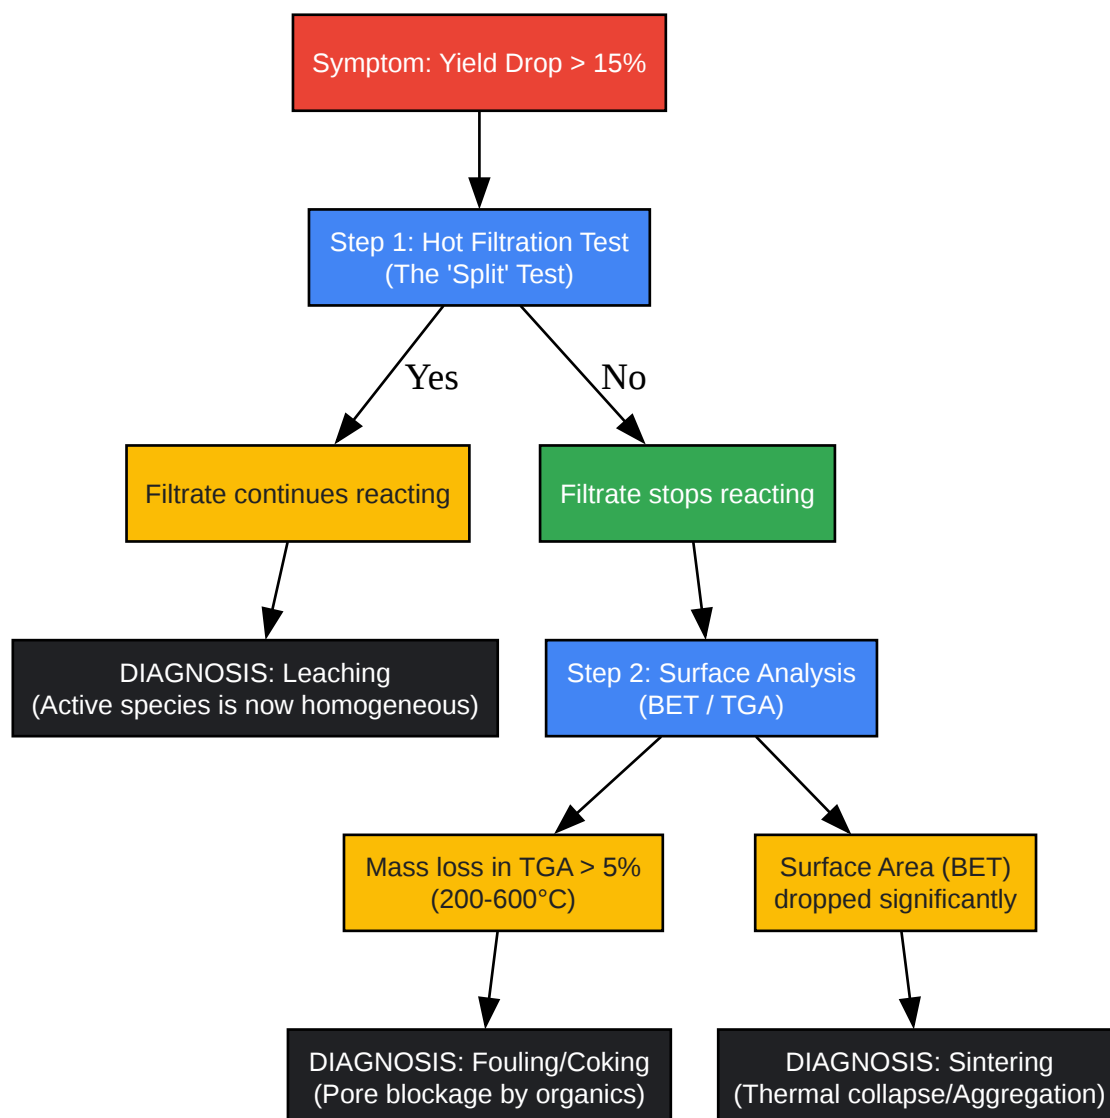 Symptom: Yield Drop > 15%
Step 1: Hot Filtration Test
(The 'Split' Test)
Yes
No
Filtrate continues reacting
Filtrate stops reacting
DIAGNOSIS: Leaching
(Active species is now homogeneous)
Step 2: Surface Analysis
(BET / TGA)
Mass loss in TGA > 5%
(200-600°C)
Surface Area (BET)
dropped significantly
DIAGNOSIS: Fouling/Coking
(Pore blockage by organics)
DIAGNOSIS: Sintering
(Thermal collapse/Aggregation)